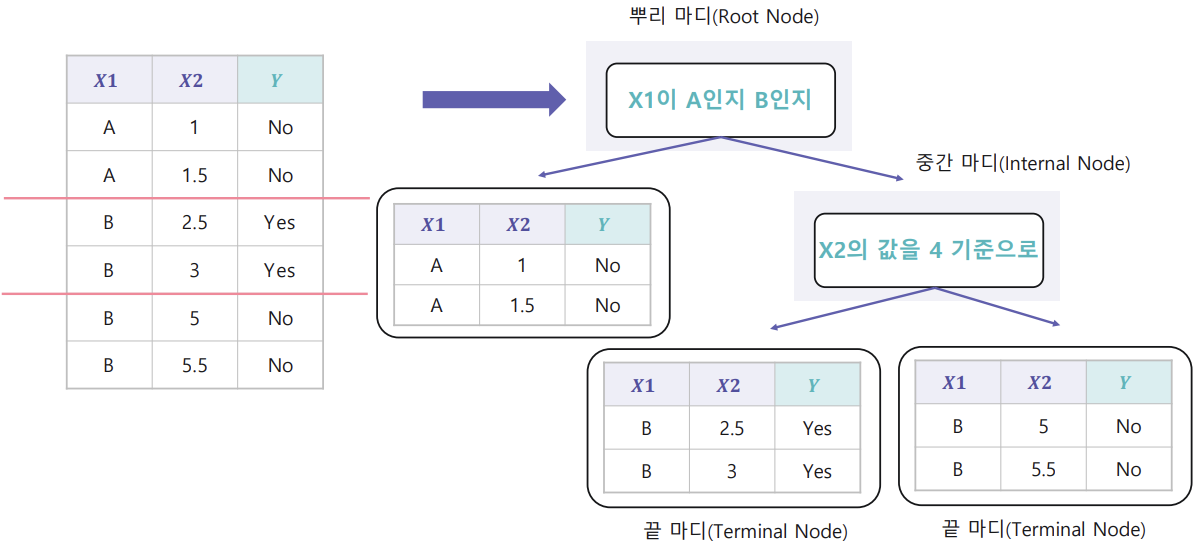 뿌리 마디(Root Node)
X1 X2 Y
A 1 No
A 1.5 No
B 2.5 Yes
B 3 Yes
B 5 No
B 5.5 No
X1이 A인지 B인지
중간 마디(Internal Node)
X2의 값을 4 기준으로
X1 X2 Y
A 1 No
A 1.5 No
X1 X2 Y
B 2.5 Yes
B 3 Yes
끝 마디(Terminal Node)
X1 X2 Y
B 5 No
B 5.5 No
끝 마디(Terminal Node)